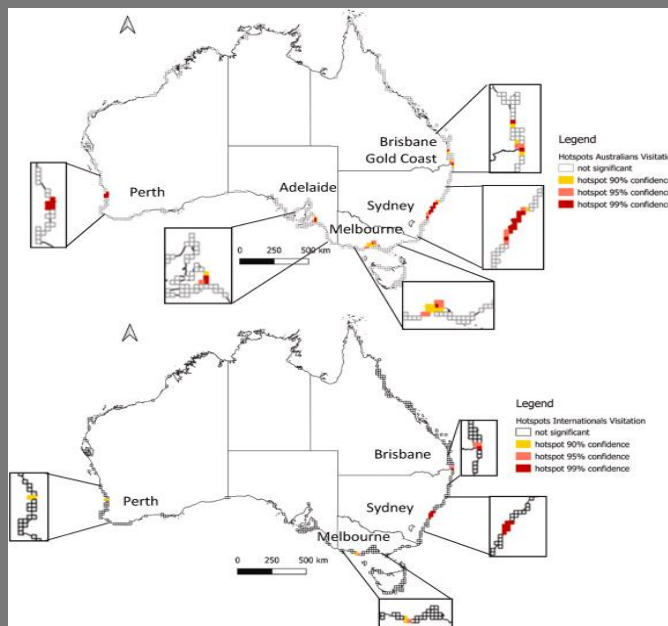 Brisbane
Gold Coast
Perth
Adelaide
Sydney
Melbourne
0 250 500 km
Legend
Hotspots Australians Visitation
not significant
hotspot 90% confidence
hotspot 95% confidence
hotspot 99% confidence
Brisbane
Perth
Sydney
Melbourne
0 250 500 km
Legend
Hotspots Internationals Visitation
not significant
hotspot 90% confidence
hotspot 95% confidence
hotspot 99% confidence